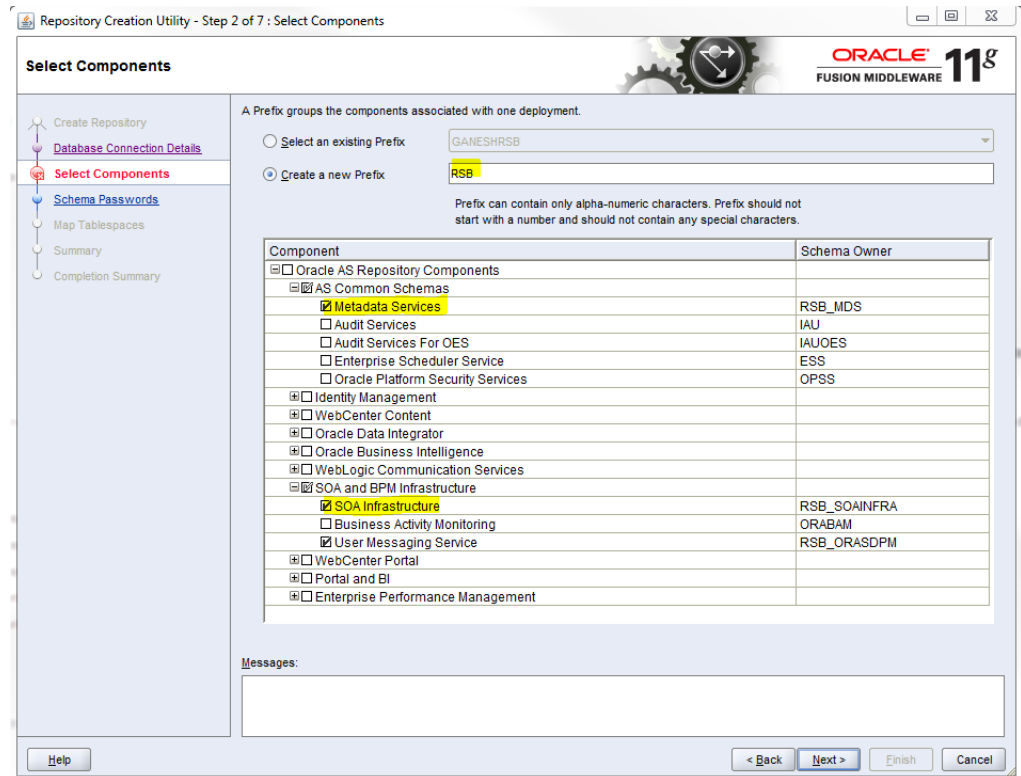 Repository Creation Utility - Step 2 of 7 : Select Components
Select Components
ORACLE
FUSION MIDDLEWARE 11g
Create Repository
Database Connection Details
Select Components
Schema Passwords
Map Tablespaces
Summary
Completion Summary
A Prefix groups the components associated with one deployment.
Select an existing Prefix GANESHRSB
Create a new Prefix RSB
Prefix can contain only alpha-numeric characters. Prefix should not
start with a number and should not contain any special characters.
Component Schema Owner
Oracle AS Repository Components
AS Common Schemas
Metadata Services RSB_MDS
Audit Services IAU
Audit Services For OES IAUOES
Enterprise Scheduler Service ESS
Oracle Platform Security Services OPSS
Identity Management
WebCenter Content
Oracle Data Integrator
Oracle Business Intelligence
WebLogic Communication Services
SOA and BPM Infrastructure
SOA Infrastructure RSB_SOAINFRA
Business Activity Monitoring ORABAM
User Messaging Service RSB_ORASDPM
WebCenter Portal
Portal and BI
Enterprise Performance Management
Messages:
Help < Back Next > Finish Cancel